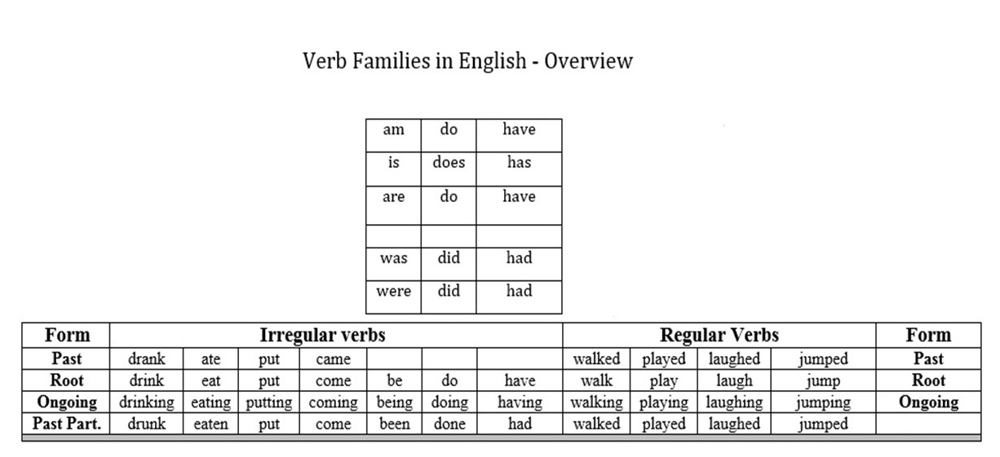 Verb Families in English - Overview
am do have
is does has
are do have
was did had
were did had
Form Irregular verbs Regular Verbs Form
Past drank ate put came walked played laughed jumped Past
Root drink eat put come be do have walk play laugh jump Root
Ongoing drinking eating putting coming being doing having walking playing laughing jumping Ongoing
Past Part. drunk eaten put come been done had walked played laughed jumped